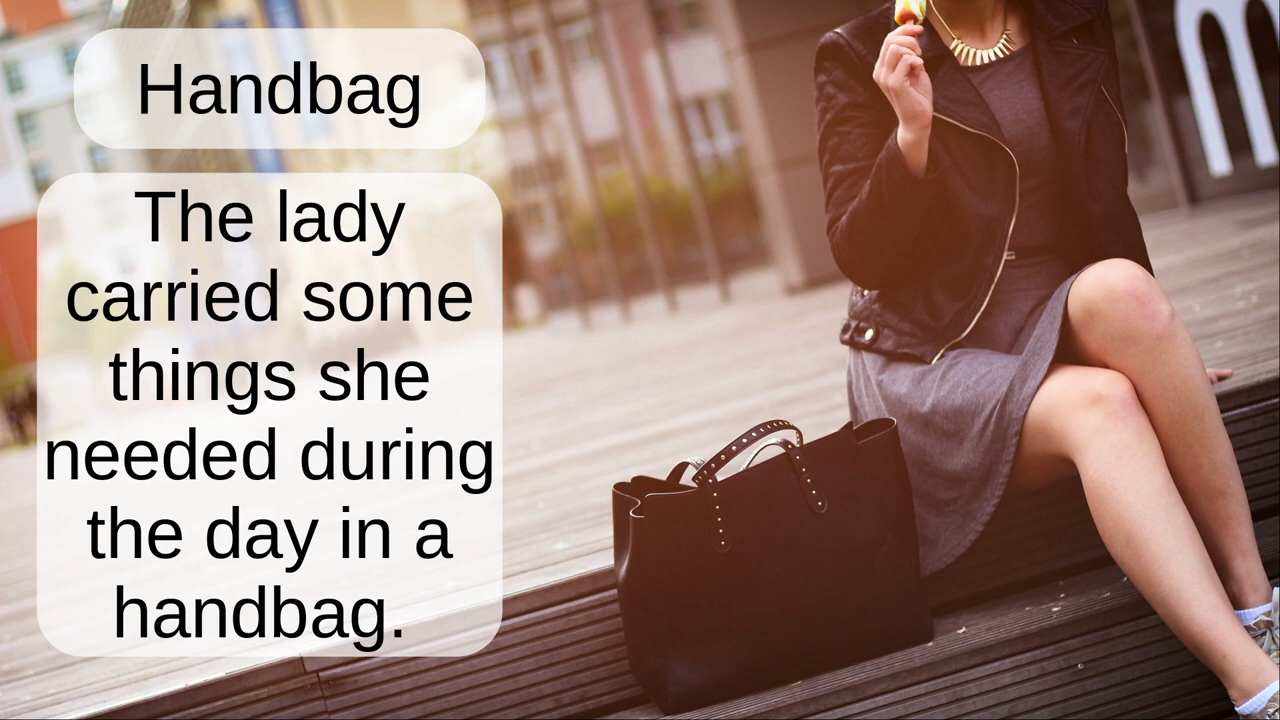 Handbag
The lady
carried some
things she
needed during
the day in a
handbag.